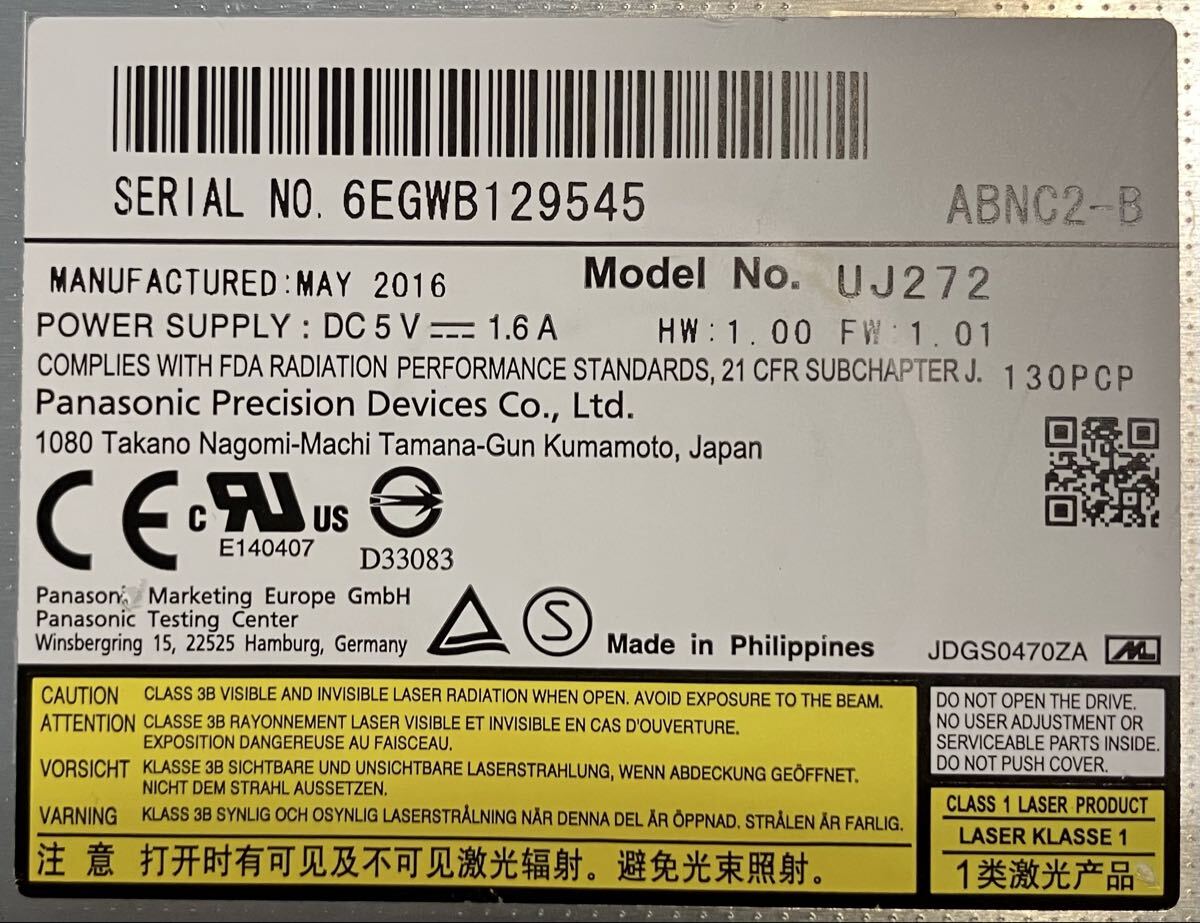 SERIAL NO. 6EGWB129545
ABNC2-B
MANUFACTURED:MAY 2016
Model No. UJ272
POWER SUPPLY : DC 5 V ⎓ 1.6 A
HW:1.00 FW:1.01
COMPLIES WITH FDA RADIATION PERFORMANCE STANDARDS, 21 CFR SUBCHAPTER J.
130PCP
Panasonic Precision Devices Co., Ltd.
1080 Takano Nagomi-Machi Tamana-Gun Kumamoto, Japan
CE
c RU US
E140407
D33083
Panasonic Marketing Europe GmbH
Panasonic Testing Center
Winsbergring 15, 22525 Hamburg, Germany
S
Made in Philippines
JDGS0470ZA
ML
CAUTION CLASS 3B VISIBLE AND INVISIBLE LASER RADIATION WHEN OPEN. AVOID EXPOSURE TO THE BEAM.
ATTENTION CLASSE 3B RAYONNEMENT LASER VISIBLE ET INVISIBLE EN CAS D'OUVERTURE.
EXPOSITION DANGEREUSE AU FAISCEAU.
VORSICHT KLASSE 3B SICHTBARE UND UNSICHTBARE LASERSTRAHLUNG, WENN ABDECKUNG GEÖFFNET.
NICHT DEM STRAHL AUSSETZEN.
VARNING KLASS 3B SYNLIG OCH OSYNLIG LASERSTRÅLNING NÄR DENNA DEL ÄR ÖPPNAD. STRÅLEN ÄR FARLIG.
注 意 打开时有可见及不可见激光辐射。避免光束照射。
DO NOT OPEN THE DRIVE.
NO USER ADJUSTMENT OR
SERVICEABLE PARTS INSIDE.
DO NOT PUSH COVER.
CLASS 1 LASER PRODUCT
LASER KLASSE 1
1类激光产品